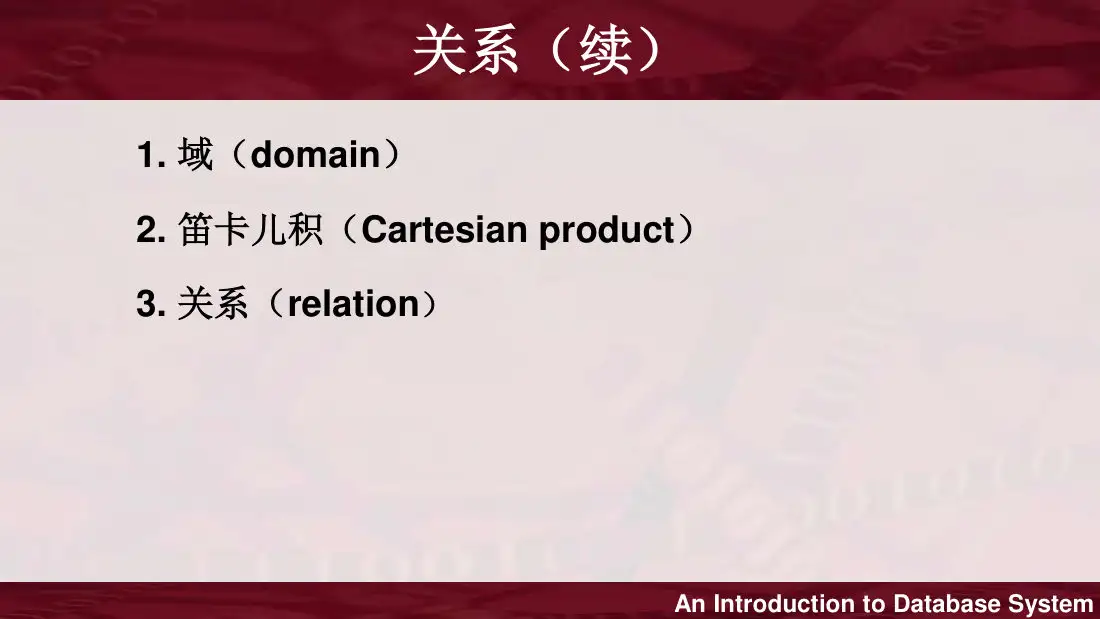 关系（续）
1. 域（domain）
2. 笛卡儿积（Cartesian product）
3. 关系（relation）
An Introduction to Database System